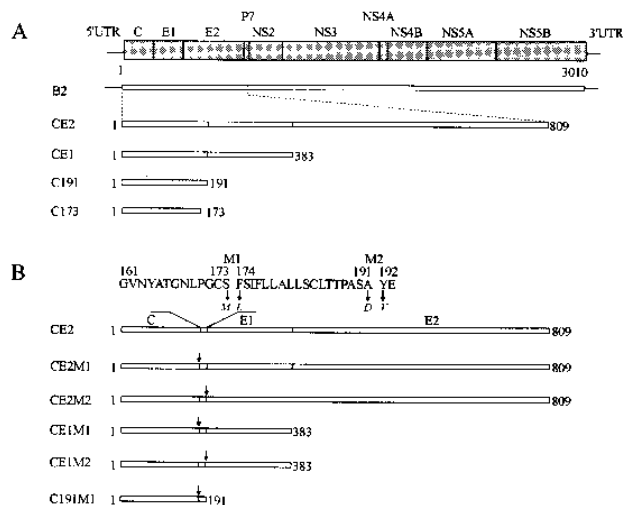 A
P7 NS4A
5'UTR C E1 E2 NS2 NS3 NS4B NS5A NS5B 3'UTR
1 3010
B2
CE2 1 809
CE1 1 383
C191 1 191
C173 1 173
B
M1 M2
161 173 174 191 192
GVNYATGNLPGCS FSIFLLALLSCLTTPASA YE
M L D V
C E1 E2
CE2 1 809
CE2M1 1 809
CE2M2 1 809
CE1M1 1 383
CE1M2 1 383
C191M1 1 191